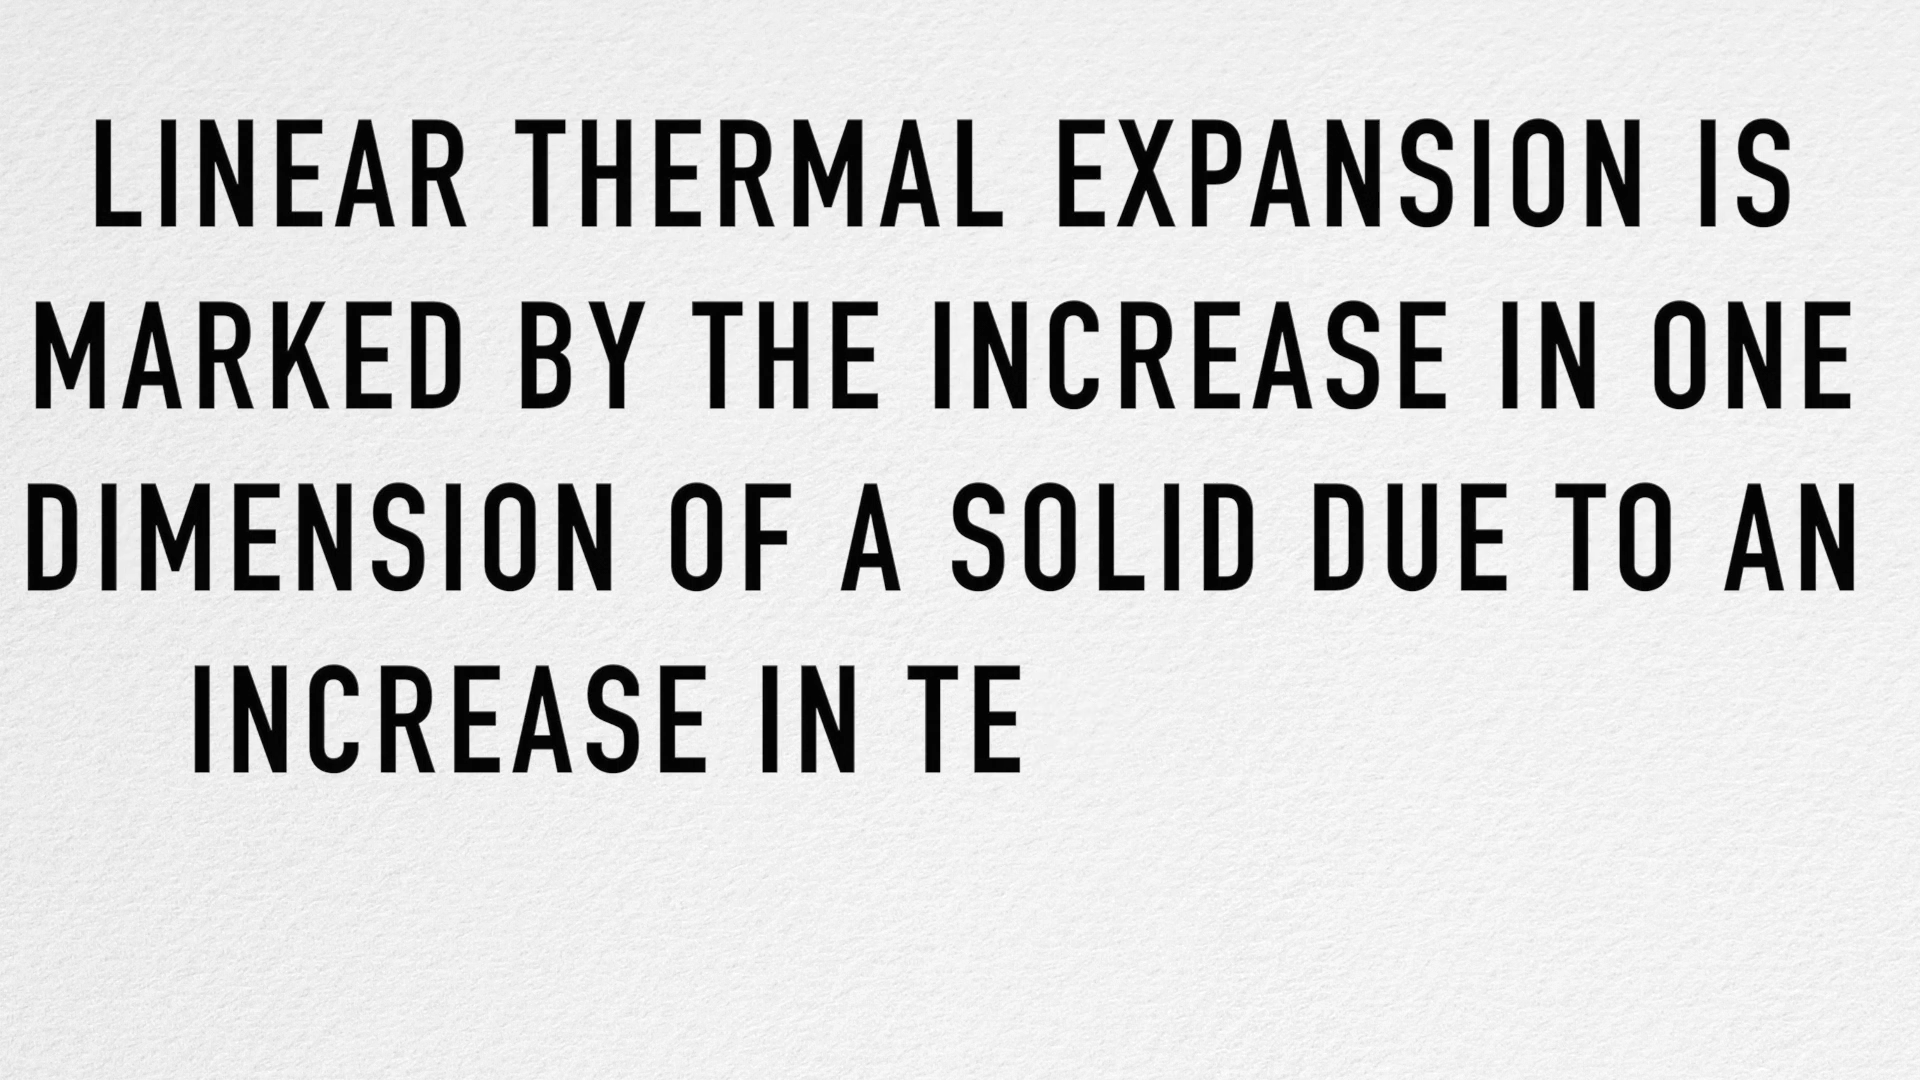 LINEAR THERMAL EXPANSION IS
MARKED BY THE INCREASE IN ONE
DIMENSION OF A SOLID DUE TO AN
INCREASE IN TE